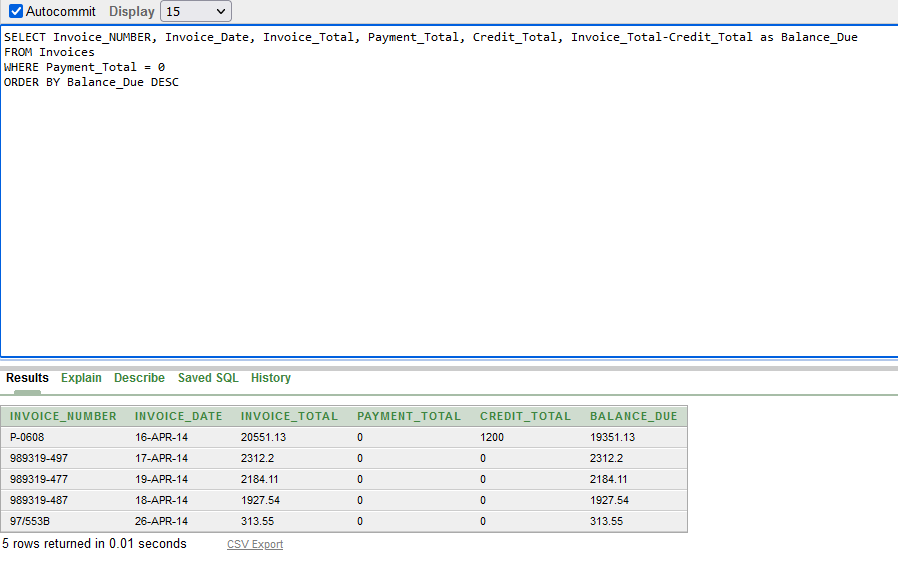 Autocommit Display 15
SELECT Invoice_NUMBER, Invoice_Date, Invoice_Total, Payment_Total, Credit_Total, Invoice_Total-Credit_Total as Balance_Due
FROM Invoices
WHERE Payment_Total = 0
ORDER BY Balance_Due DESC
Results Explain Describe Saved SQL History
INVOICE_NUMBER INVOICE_DATE INVOICE_TOTAL PAYMENT_TOTAL CREDIT_TOTAL BALANCE_DUE
P-0608 16-APR-14 20551.13 0 1200 19351.13
989319-497 17-APR-14 2312.2 0 0 2312.2
989319-477 19-APR-14 2184.11 0 0 2184.11
989319-487 18-APR-14 1927.54 0 0 1927.54
97/553B 26-APR-14 313.55 0 0 313.55
5 rows returned in 0.01 seconds CSV Export